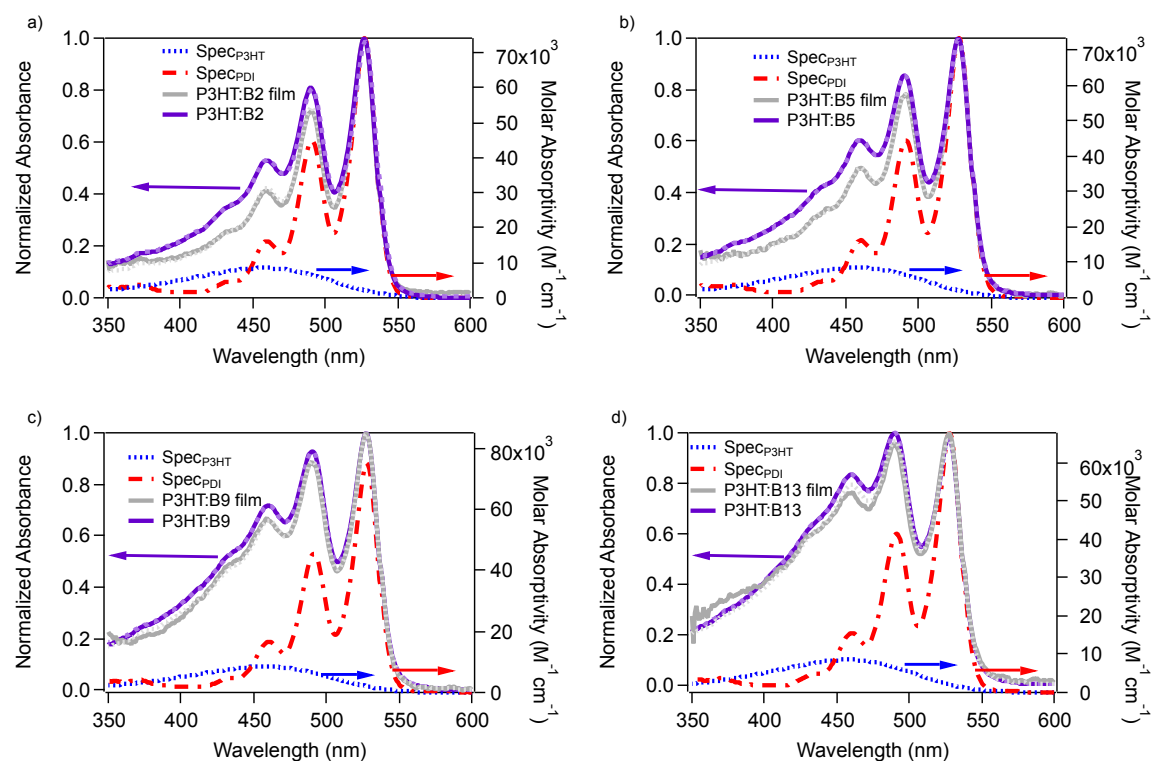 a)
Normalized Absorbance
1.0
0.8
0.6
0.4
0.2
0.0
Spec_P3HT
Spec_PDI
P3HT:B2 film
P3HT:B2
70x10^3
60
50
40
30
20
10
0
Molar Absorptivity (M^-1 cm^-1)
350 400 450 500 550 600
Wavelength (nm)
b)
Normalized Absorbance
1.0
0.8
0.6
0.4
0.2
0.0
Spec_P3HT
Spec_PDI
P3HT:B5 film
P3HT:B5
70x10^3
60
50
40
30
20
10
0
Molar Absorptivity (M^-1 cm^-1)
350 400 450 500 550 600
Wavelength (nm)
c)
Normalized Absorbance
1.0
0.8
0.6
0.4
0.2
0.0
Spec_P3HT
Spec_PDI
P3HT:B9 film
P3HT:B9
80x10^3
60
40
20
0
Molar Absorptivity (M^-1 cm^-1)
350 400 450 500 550 600
Wavelength (nm)
d)
Normalized Absorbance
1.0
0.8
0.6
0.4
0.2
0.0
Spec_P3HT
Spec_PDI
P3HT:B13 film
P3HT:B13
60x10^3
50
40
30
20
10
0
Molar Absorptivity (M^-1 cm^-1)
350 400 450 500 550 600
Wavelength (nm)